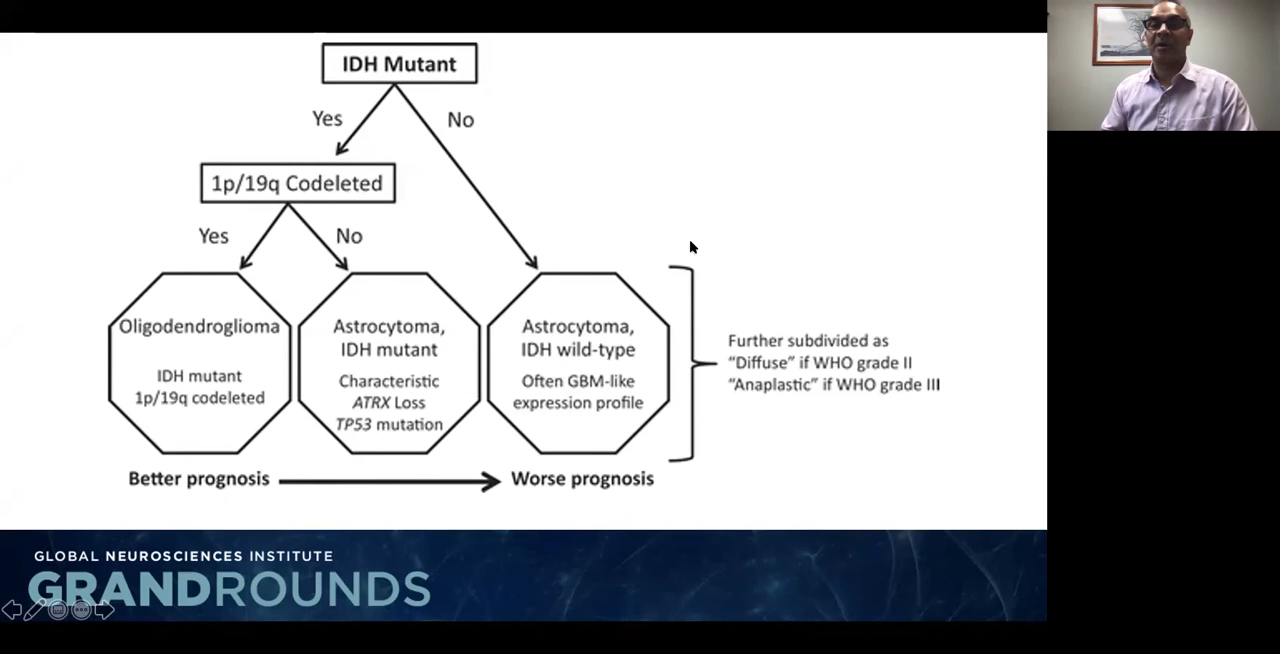 IDH Mutant
Yes
No
1p/19q Codeleted
Yes
No
Oligodendroglioma
IDH mutant
1p/19q codeleted
Astrocytoma,
IDH mutant
Characteristic
ATRX Loss
TP53 mutation
Astrocytoma,
IDH wild-type
Often GBM-like
expression profile
Further subdivided as
“Diffuse” if WHO grade II
“Anaplastic” if WHO grade III
Better prognosis
Worse prognosis
GLOBAL NEUROSCIENCES INSTITUTE
GRANDROUNDS